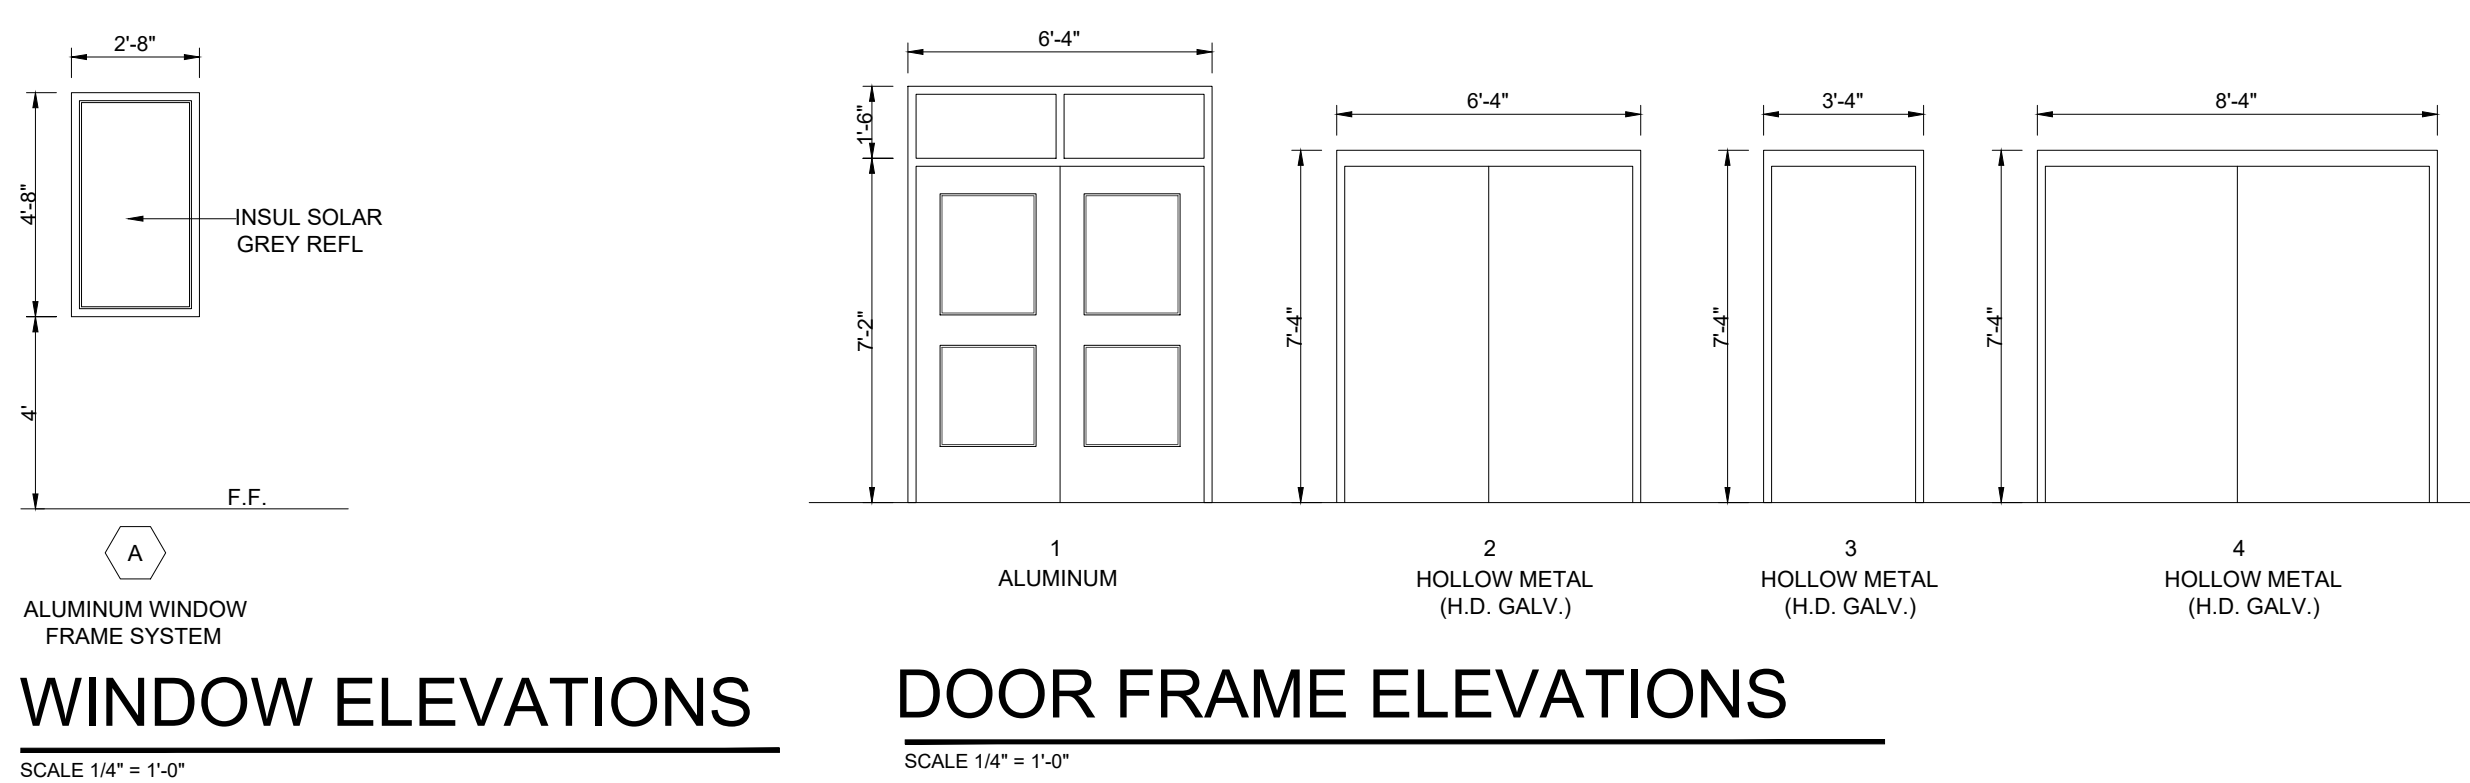 2'-8"
4'-8"
INSUL SOLAR
GREY REFL
4'
F.F.
A
ALUMINUM WINDOW
FRAME SYSTEM
WINDOW ELEVATIONS
SCALE 1/4" = 1'-0"
6'-4"
1'-6"
7'-2"
1
ALUMINUM
6'-4"
7'-4"
2
HOLLOW METAL
(H.D. GALV.)
3'-4"
7'-4"
3
HOLLOW METAL
(H.D. GALV.)
8'-4"
7'-4"
4
HOLLOW METAL
(H.D. GALV.)
DOOR FRAME ELEVATIONS
SCALE 1/4" = 1'-0"